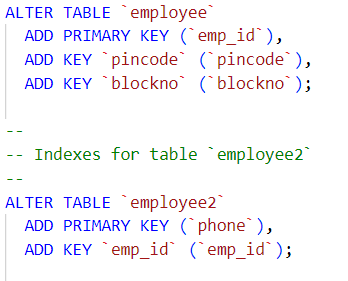 ALTER TABLE `employee`
  ADD PRIMARY KEY (`emp_id`),
  ADD KEY `pincode` (`pincode`),
  ADD KEY `blockno` (`blockno`);
--
-- Indexes for table `employee2`
--
ALTER TABLE `employee2`
  ADD PRIMARY KEY (`phone`),
  ADD KEY `emp_id` (`emp_id`);